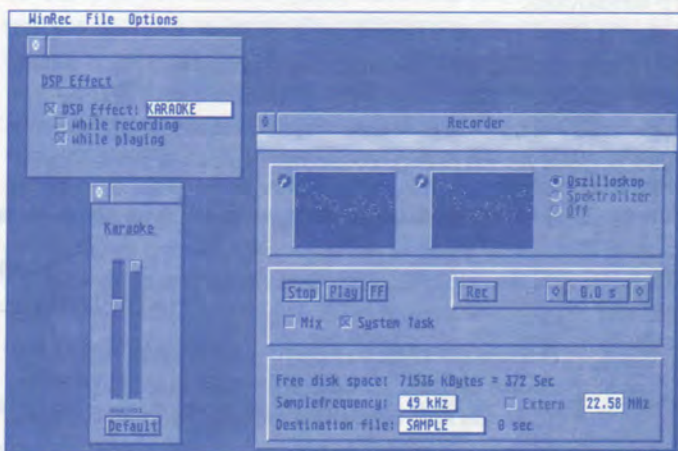 WinRec File Options
DSP Effect
DSP Effect: KARAOKE
while recording
while playing
Karaoke
Default
Recorder
Oszilloskop
Spektralizer
Off
Stop Play FF
Rec 0.0 s
Mix System Task
Free disk space: 71536 kBytes = 372 Sec
Samplefrequency: 49 kHz Extern 22.58 MHz
Destination file: SAMPLE 0 sec